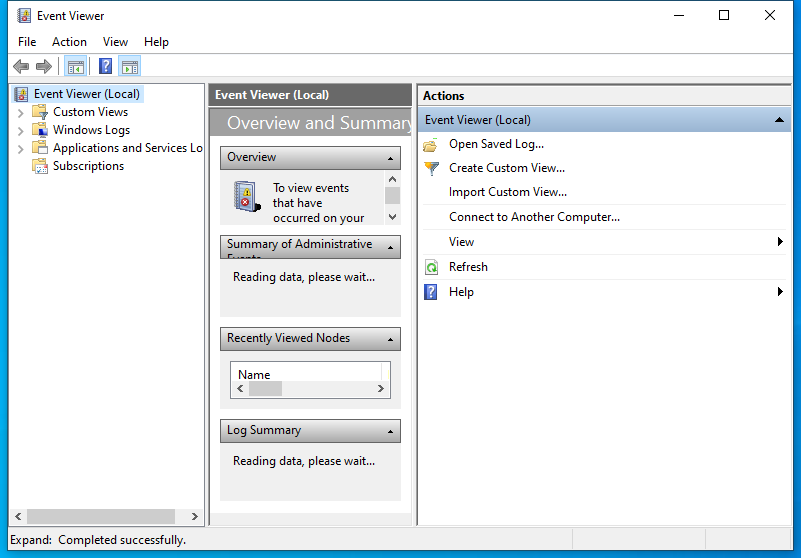 Event Viewer
File Action View Help
Event Viewer (Local)
Custom Views
Windows Logs
Applications and Services Lo
Subscriptions
Event Viewer (Local)
Overview and Summary
Overview
To view events
that have
occurred on your
Summary of Administrative
Events
Reading data, please wait...
Recently Viewed Nodes
Name
Log Summary
Reading data, please wait...
Actions
Event Viewer (Local)
Open Saved Log...
Create Custom View...
Import Custom View...
Connect to Another Computer...
View
Refresh
Help
Expand: Completed successfully.